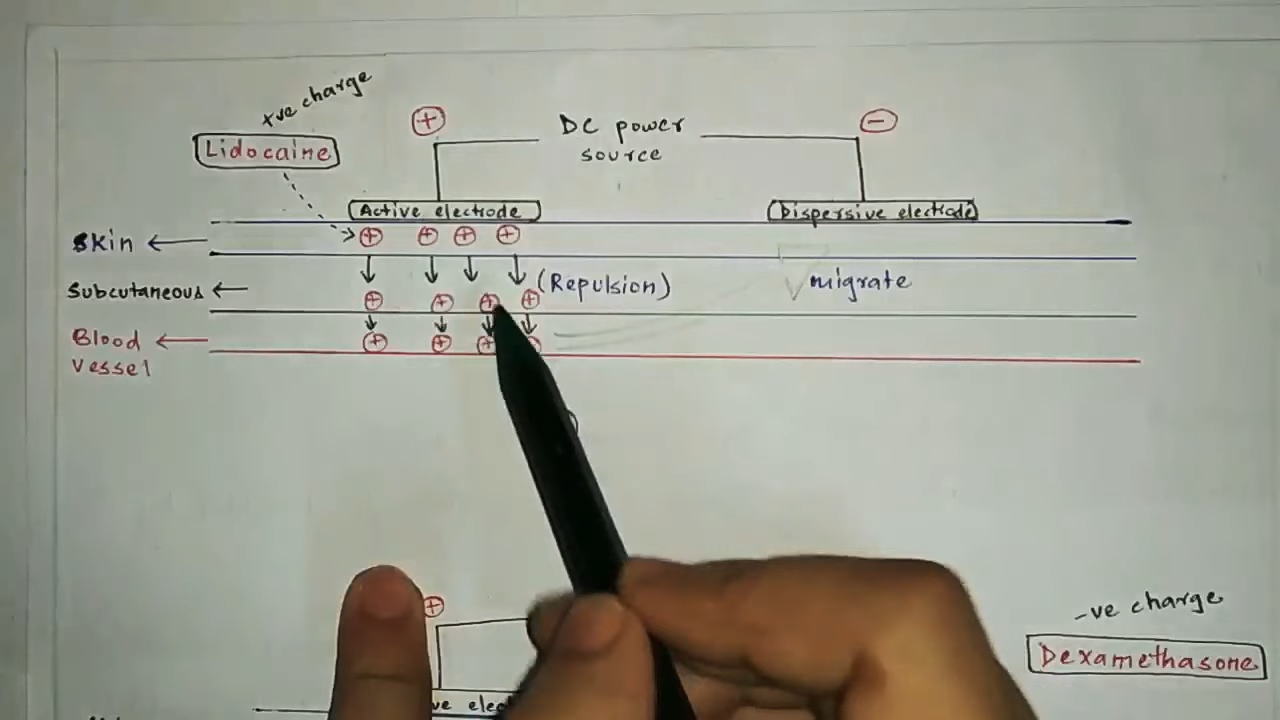 +ve charge
Lidocaine
+
DC power
source
−
Active electrode
Dispersive electrode
Skin
+ + + +
(Repulsion)
migrate
Subcutaneous
+ + + +
Blood
vessel
+ + +
+
-ve charge
Dexamethasone